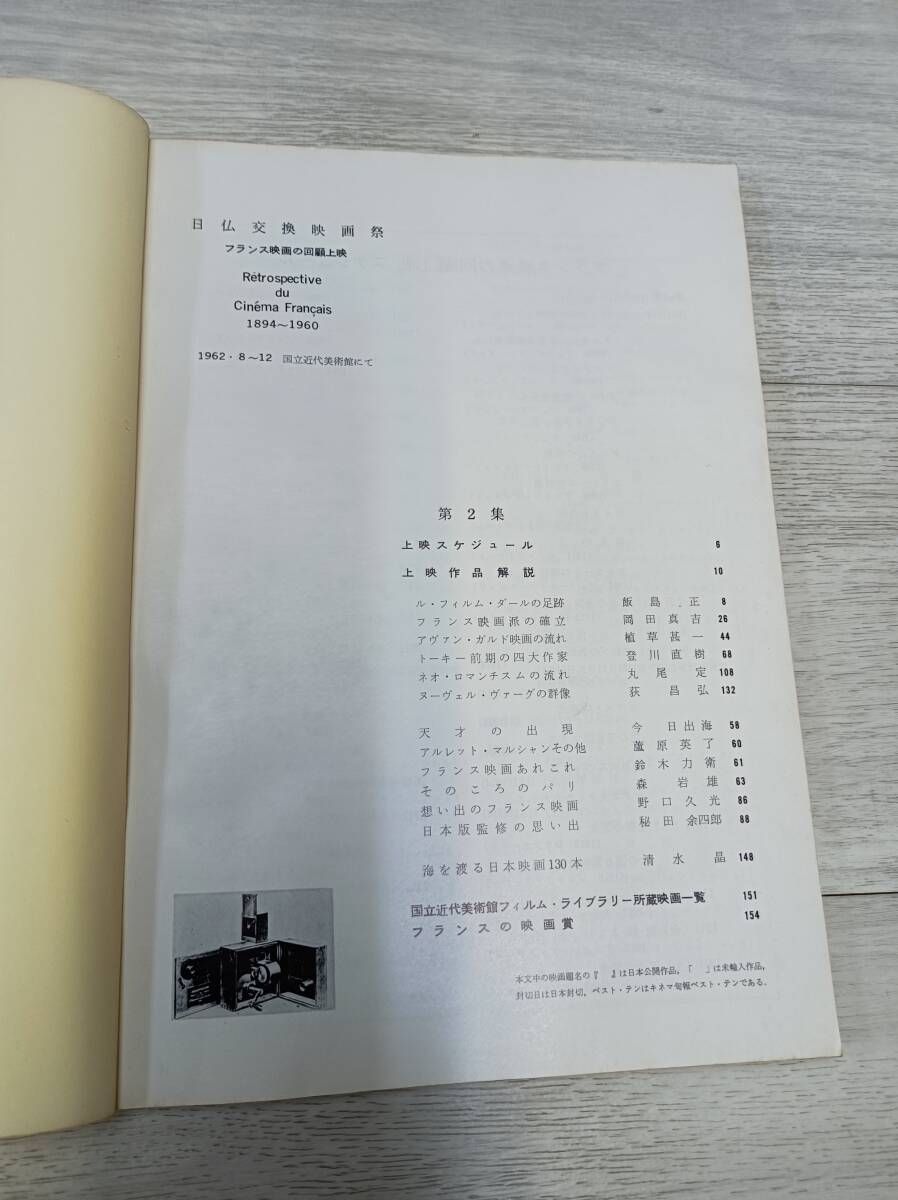 日仏交換映画祭
フランス映画の回顧上映
Rétrospective
du
Cinéma Français
1894～1960
1962・8～12 国立近代美術館にて
第2集
上映スケジュール 6
上映作品解説 10
ル・フィルム・ダールの足跡 飯島 正 8
フランス映画派の確立 岡田真吉 26
アヴァン・ガルド映画の流れ 植草甚一 44
トーキー前期の四大作家 登川直樹 68
ネオ・ロマンチスムの流れ 丸尾 定 108
ヌーヴェル・ヴァーグの群像 荻 昌弘 132
天才の出現 今 日出海 58
アルレット・マルシャンその他 蘆原英了 60
フランス映画あれこれ 鈴木力衛 61
そのころのパリ 森 岩雄 63
想い出のフランス映画 野口久光 86
日本版監修の思い出 秘田余四郎 88
海を渡る日本映画130本 清水 晶 148
国立近代美術館フィルム・ライブラリー所蔵映画一覧 151
フランスの映画賞 154
本文中の映画題名の『 』は日本公開作品，「 」は未輸入作品，
封切日は日本封切，ベスト・テンはキネマ旬報ベスト・テンである。